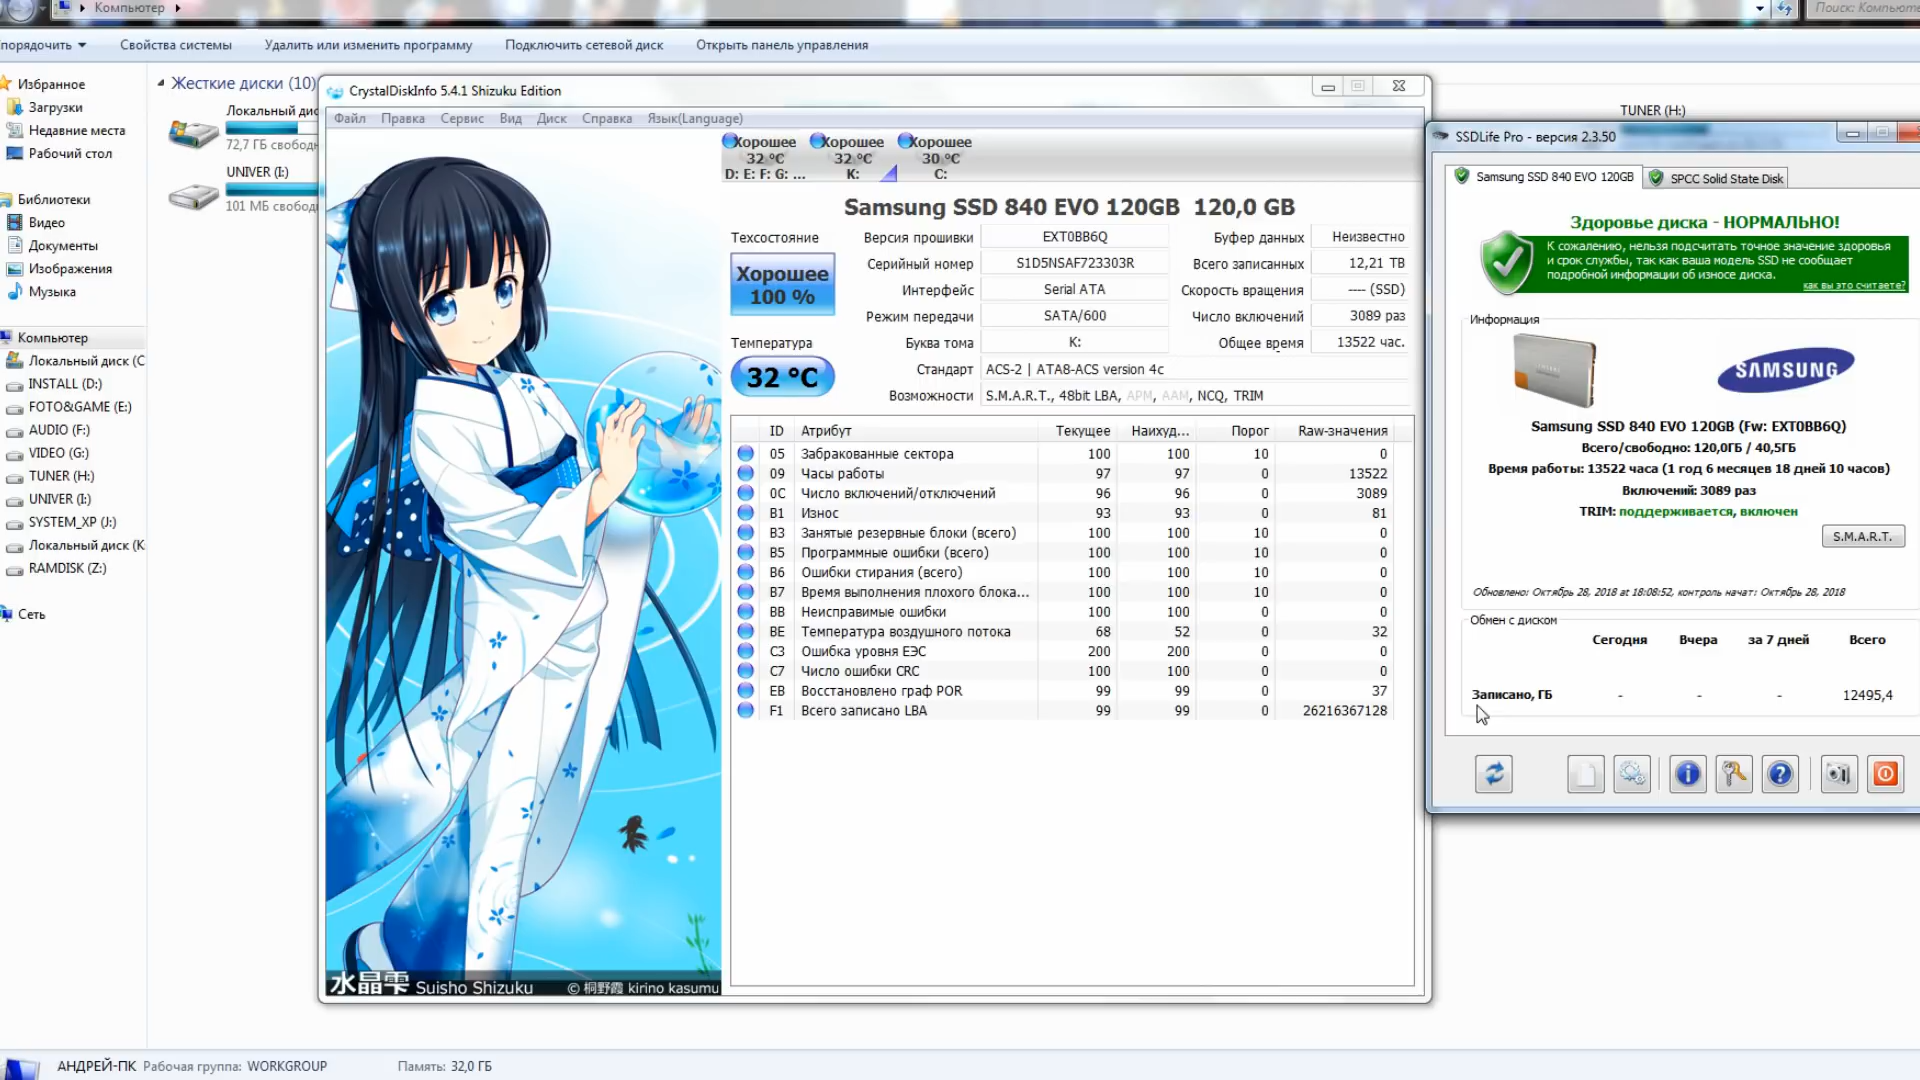 Компьютер
Поиск: Компьюте
порядочить
Свойства системы
Удалить или изменить программу
Подключить сетевой диск
Открыть панель управления
Избранное
Загрузки
Недавние места
Рабочий стол
Библиотеки
Видео
Документы
Изображения
Музыка
Компьютер
Локальный диск (C
INSTALL (D:)
FOTO&GAME (E:)
AUDIO (F:)
VIDEO (G:)
TUNER (H:)
UNIVER (I:)
SYSTEM_XP (J:)
Локальный диск (K
RAMDISK (Z:)
Сеть
Жесткие диски (10)
Локальный дис
72,7 ГБ свобод
UNIVER (I:)
101 МБ свобод
TUNER (H:)
CrystalDiskInfo 5.4.1 Shizuku Edition
Файл Правка Сервис Вид Диск Справка Язык(Language)
Хорошее Хорошее Хорошее
32 °C 32 °C 30 °C
D: E: F: G: ... K: C:
Samsung SSD 840 EVO 120GB 120,0 GB
Техсостояние
Хорошее
100 %
Температура
32 °C
Версия прошивки EXT0BB6Q Буфер данных Неизвестно
Серийный номер S1D5NSAF723303R Всего записанных 12,21 TB
Интерфейс Serial ATA Скорость вращения ---- (SSD)
Режим передачи SATA/600 Число включений 3089 раз
Буква тома K: Общее время 13522 час.
Стандарт ACS-2 | ATA8-ACS version 4c
Возможности S.M.A.R.T., 48bit LBA, APM, AAM, NCQ, TRIM
ID Атрибут Текущее Наихуд... Порог Raw-значения
05 Забракованные сектора 100 100 10 0
09 Часы работы 97 97 0 13522
0C Число включений/отключений 96 96 0 3089
B1 Износ 93 93 0 81
B3 Занятые резервные блоки (всего) 100 100 10 0
B5 Программные ошибки (всего) 100 100 10 0
B6 Ошибки стирания (всего) 100 100 10 0
B7 Время выполнения плохого блока... 100 100 10 0
BB Неисправимые ошибки 100 100 0 0
BE Температура воздушного потока 68 52 0 32
C3 Ошибка уровня ЕЭС 200 200 0 0
C7 Число ошибки CRC 100 100 0 0
EB Восстановлено граф POR 99 99 0 37
F1 Всего записано LBA 99 99 0 26216367128
水晶雫 Suisho Shizuku © 桐野霞 kirino kasumu
SSDLife Pro - версия 2.3.50
Samsung SSD 840 EVO 120GB
SPCC Solid State Disk
Здоровье диска - НОРМАЛЬНО!
К сожалению, нельзя подсчитать точное значение здоровья
и срок службы, так как ваша модель SSD не сообщает
подробной информации об износе диска.
как вы это считаете?
Информация
SAMSUNG
Samsung SSD 840 EVO 120GB (Fw: EXT0BB6Q)
Всего/свободно: 120,0ГБ / 40,5ГБ
Время работы: 13522 часа (1 год 6 месяцев 18 дней 10 часов)
Включений: 3089 раз
TRIM: поддерживается, включен
S.M.A.R.T.
Обновлено: Октябрь 28, 2018 at 18:08:52, контроль начат: Октябрь 28, 2018
Обмен с диском
Сегодня Вчера за 7 дней Всего
Записано, ГБ - - - 12495,4
АНДРЕЙ-ПК Рабочая группа: WORKGROUP Память: 32,0 ГБ